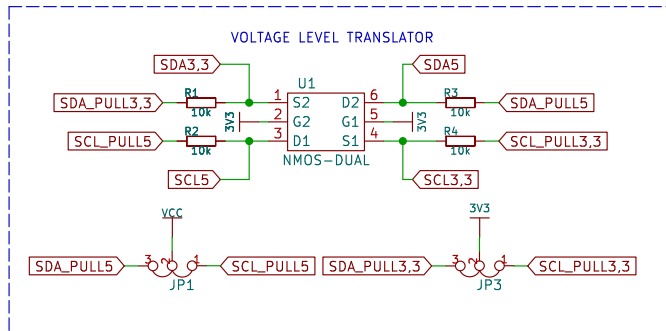 VOLTAGE LEVEL TRANSLATOR
SDA3,3
SDA5
U1
R1
R3
SDA_PULL3,3
10k
1
S2
D2
6
10k
SDA_PULL5
3V3
2
G2
G1
5
3V3
SCL_PULL5
R2
10k
3
D1
S1
4
R4
10k
SCL_PULL3,3
NMOS-DUAL
SCL5
SCL3,3
VCC
3V3
SDA_PULL5
3
2
1
SCL_PULL5
SDA_PULL3,3
3
2
1
SCL_PULL3,3
JP1
JP3